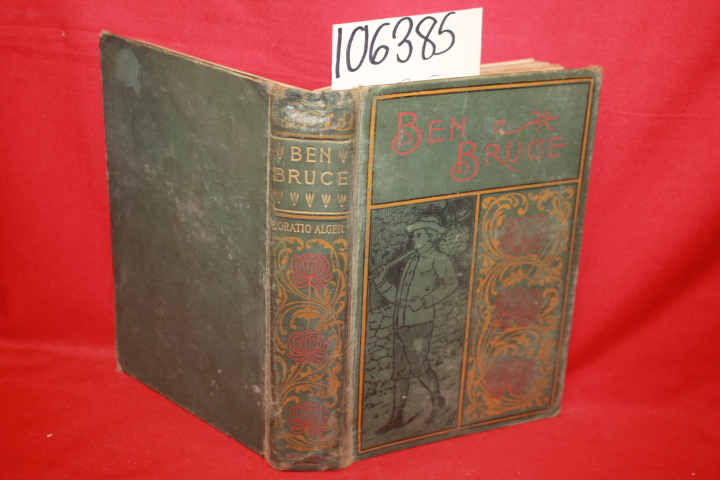 106385
BEN
BRUCE
HORATIO ALGER
BEN
BRUCE